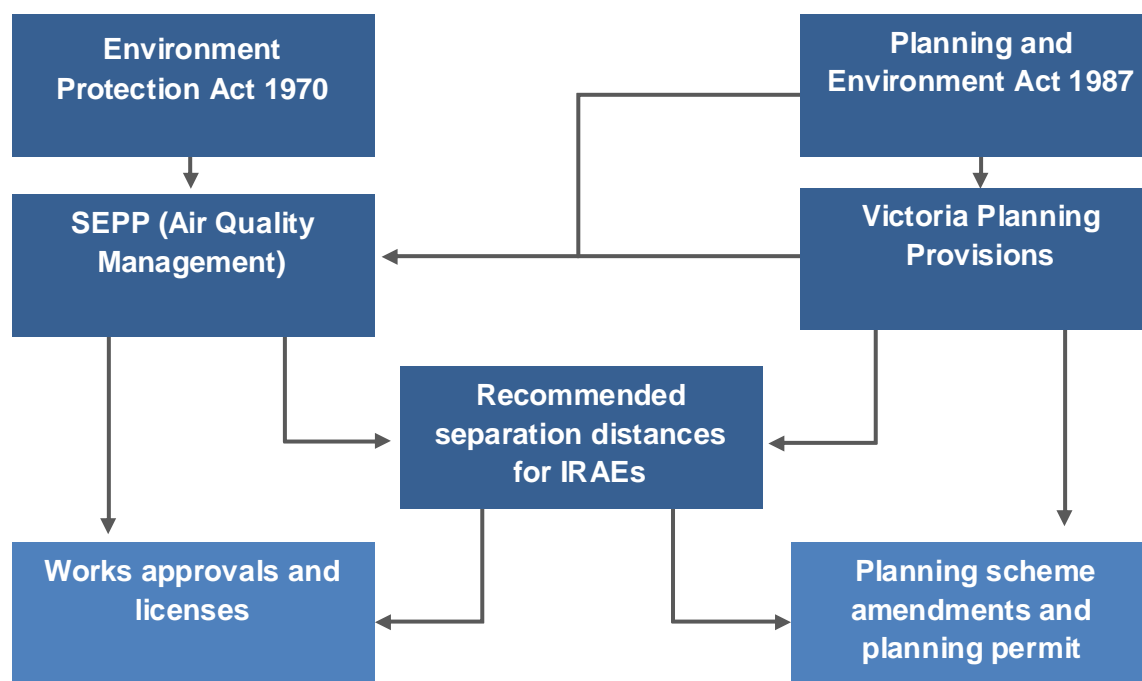 Environment
Protection Act 1970
Planning and
Environment Act 1987
SEPP (Air Quality
Management)
Victoria Planning
Provisions
Recommended
separation distances
for IRAEs
Works approvals and
licenses
Planning scheme
amendments and
planning permit